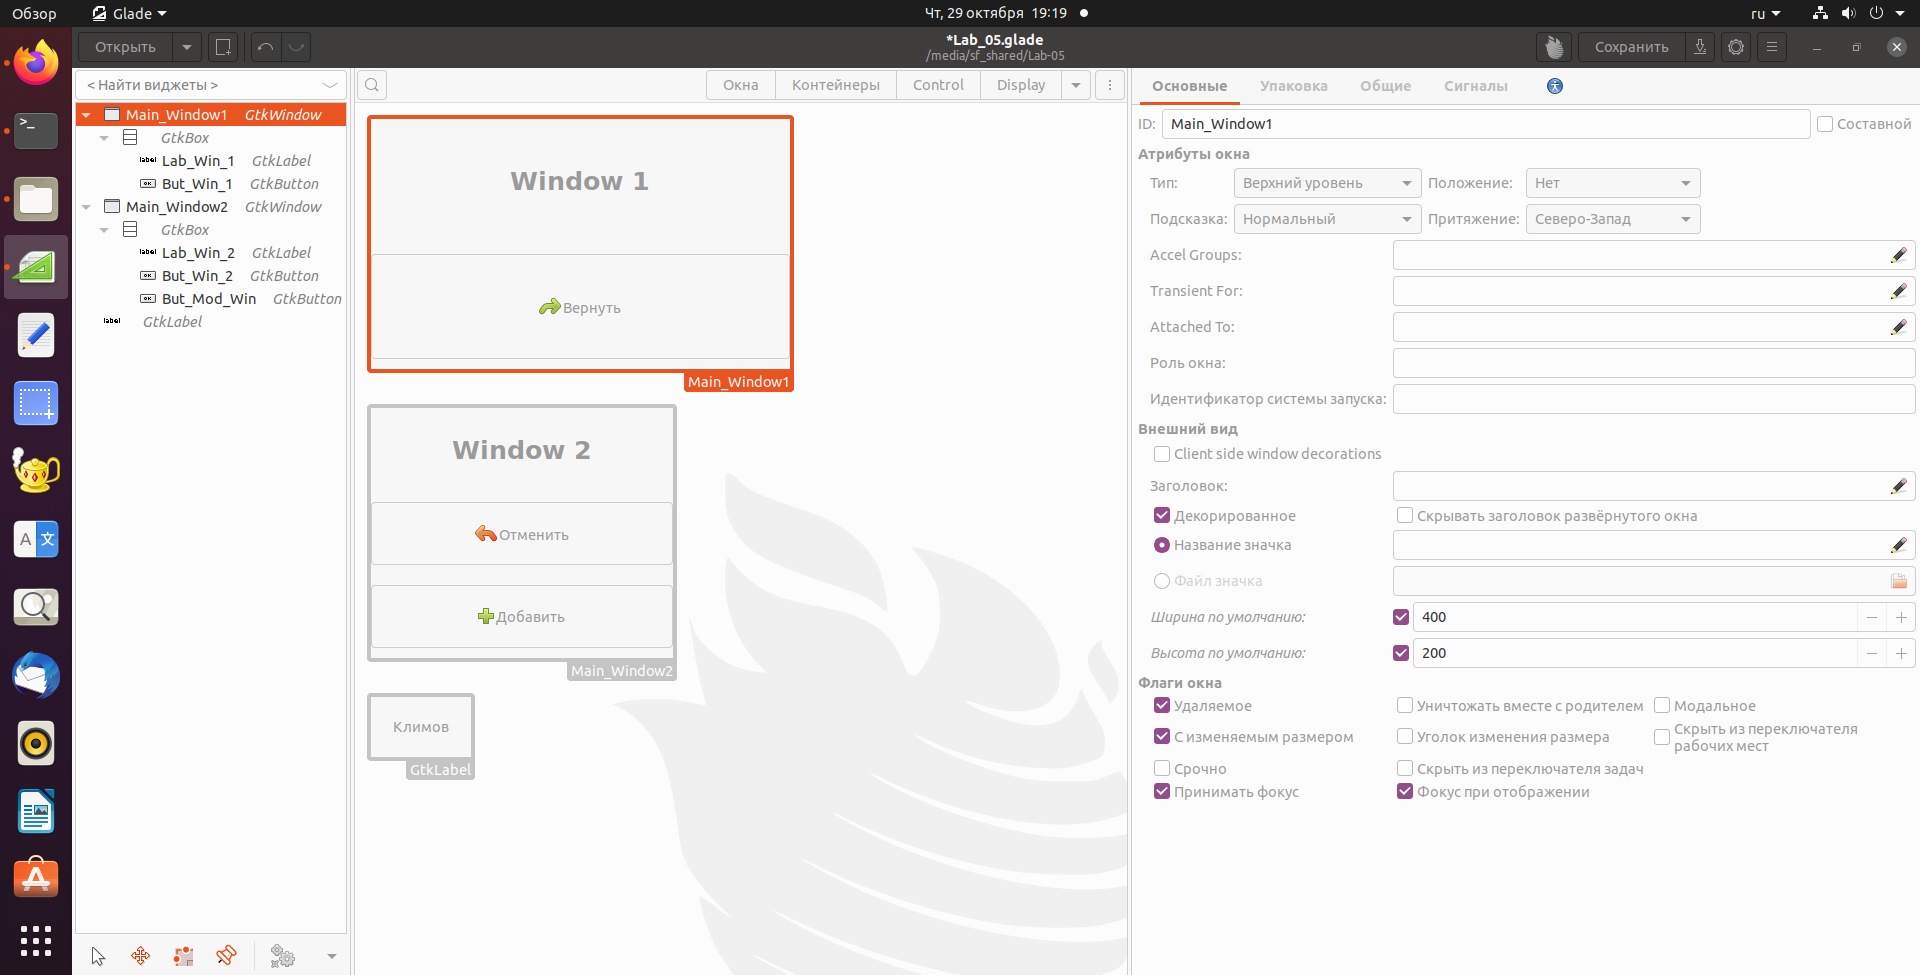 Обзор
Glade
Чт, 29 октября 19:19
ru
Открыть
*Lab_05.glade
/media/sf_shared/Lab-05
Сохранить
< Найти виджеты >
Main_Window1 GtkWindow
GtkBox
label Lab_Win_1 GtkLabel
OK But_Win_1 GtkButton
Main_Window2 GtkWindow
GtkBox
label Lab_Win_2 GtkLabel
OK But_Win_2 GtkButton
OK But_Mod_Win GtkButton
label GtkLabel
Окна
Контейнеры
Control
Display
Window 1
Вернуть
Main_Window1
Window 2
Отменить
Добавить
Main_Window2
Климов
GtkLabel
Основные
Упаковка
Общие
Сигналы
ID: Main_Window1 Составной
Атрибуты окна
Тип: Верхний уровень Положение: Нет
Подсказка: Нормальный Притяжение: Северо-Запад
Accel Groups:
Transient For:
Attached To:
Роль окна:
Идентификатор системы запуска:
Внешний вид
Client side window decorations
Заголовок:
Декорированное Скрывать заголовок развёрнутого окна
Название значка
Файл значка
Ширина по умолчанию: 400
Высота по умолчанию: 200
Флаги окна
Удаляемое Уничтожать вместе с родителем Модальное
С изменяемым размером Уголок изменения размера Скрыть из переключателя
рабочих мест
Срочно Скрыть из переключателя задач
Принимать фокус Фокус при отображении